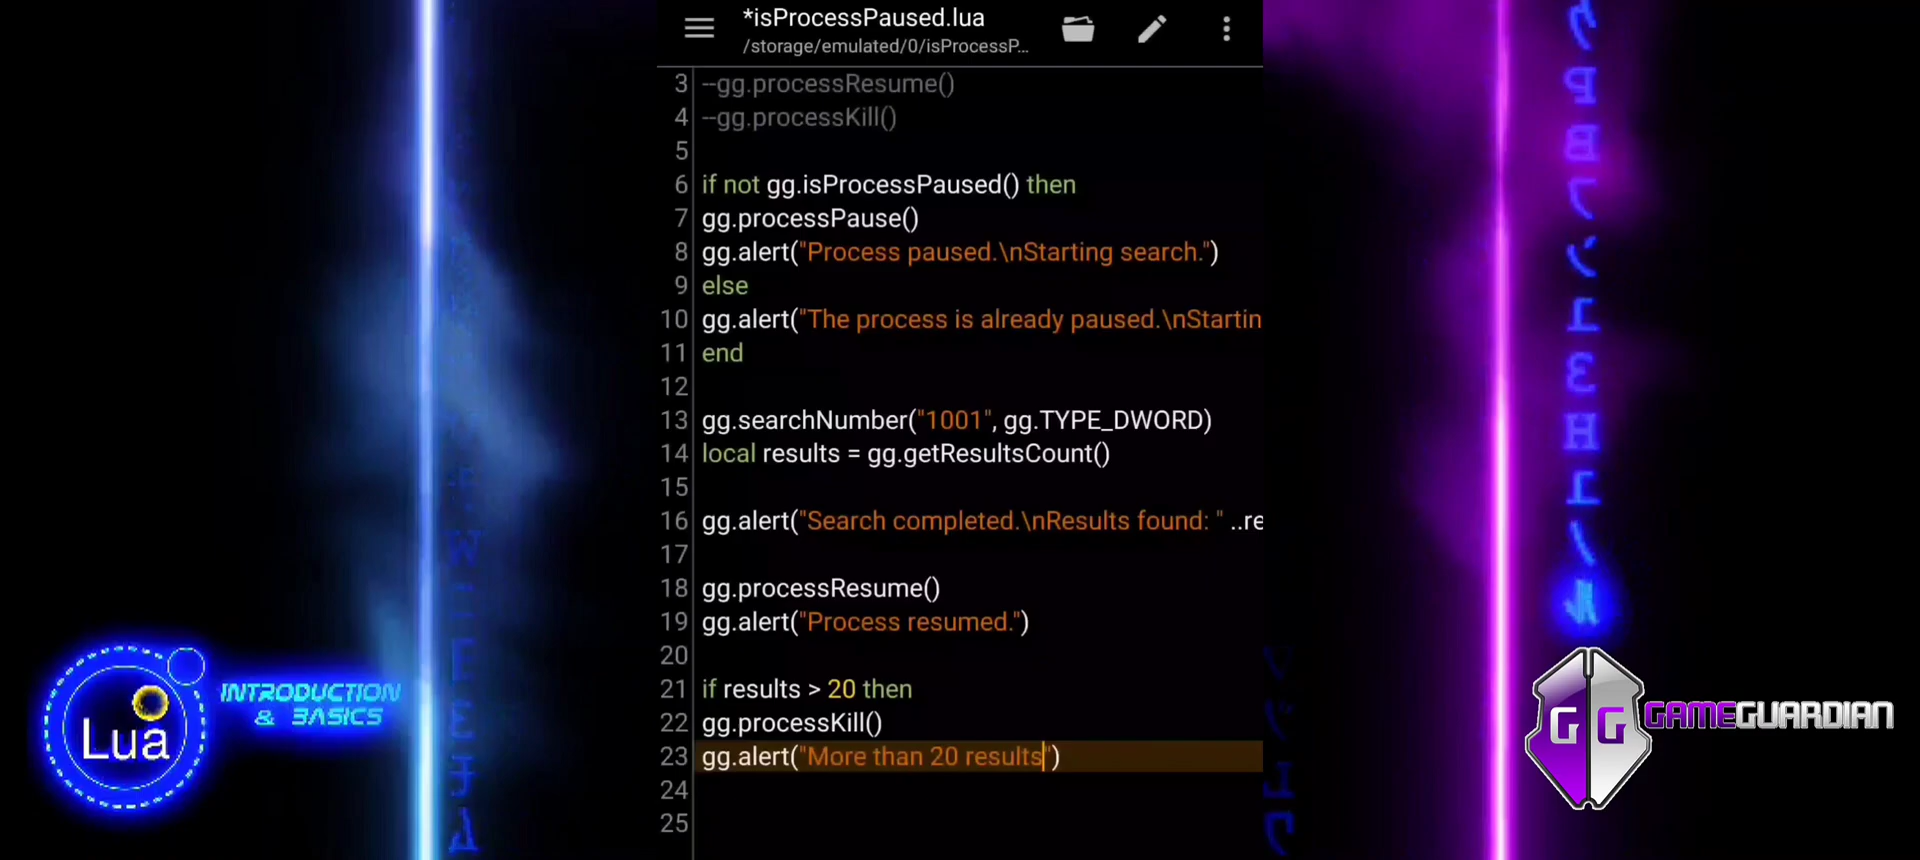 *isProcessPaused.lua
/storage/emulated/0/isProcessP...
3 --gg.processResume()
4 --gg.processKill()
5
6 if not gg.isProcessPaused() then
7 gg.processPause()
8 gg.alert("Process paused.\nStarting search.")
9 else
10 gg.alert("The process is already paused.\nStartin
11 end
12
13 gg.searchNumber("1001", gg.TYPE_DWORD)
14 local results = gg.getResultsCount()
15
16 gg.alert("Search completed.\nResults found: " ..re
17
18 gg.processResume()
19 gg.alert("Process resumed.")
20
21 if results > 20 then
22 gg.processKill()
23 gg.alert("More than 20 results")
24
25
Lua
INTRODUCTION
& BASICS
GG
GAMEGUARDIAN